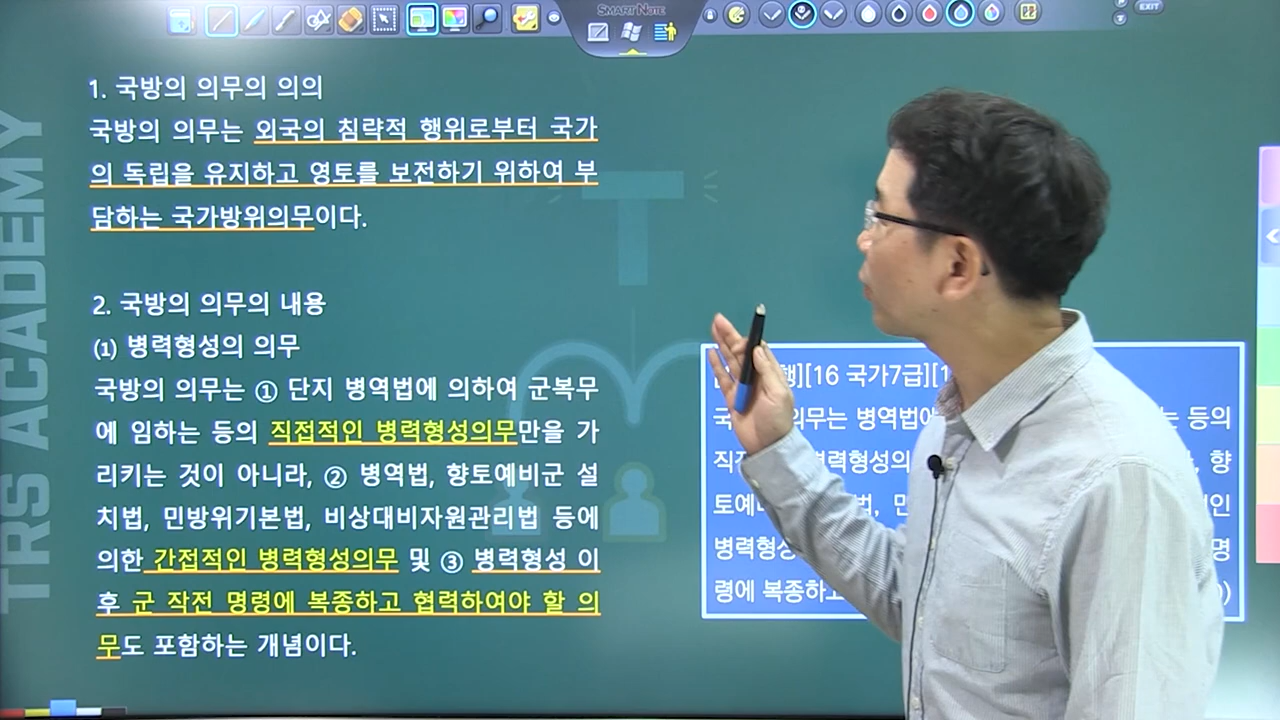 SMART NOTE
EXIT
TRS ACADEMY
1. 국방의 의무의 의의
국방의 의무는 외국의 침략적 행위로부터 국가
의 독립을 유지하고 영토를 보전하기 위하여 부
담하는 국가방위의무이다.
2. 국방의 의무의 내용
(1) 병력형성의 의무
국방의 의무는 ① 단지 병역법에 의하여 군복무
에 임하는 등의 직접적인 병력형성의무만을 가
리키는 것이 아니라, ② 병역법, 향토예비군 설
치법, 민방위기본법, 비상대비자원관리법 등에
의한 간접적인 병력형성의무 및 ③ 병력형성 이
후 군 작전 명령에 복종하고 협력하여야 할 의
무도 포함하는 개념이다.
행][16 국가7급][1
의무는 병역법에 는 등의
병력형성의 향
법,
병력형성 명
령에 복종하고